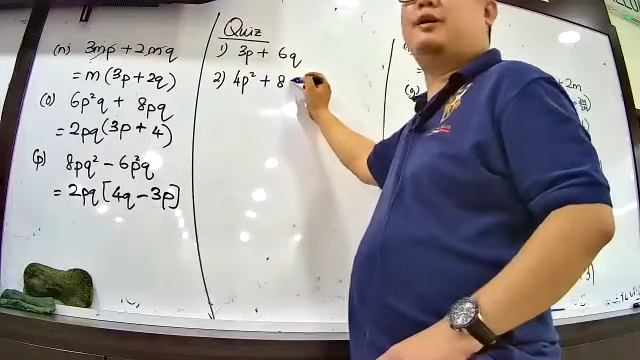 (n) 3mp + 2mq
= m(3p + 2q)
(o) 6p²q + 8pq
= 2pq(3p + 4)
(p) 8pq² - 6p²q
= 2pq[4q - 3p]
Quiz
1) 3p + 6q
2) 4p² + 8